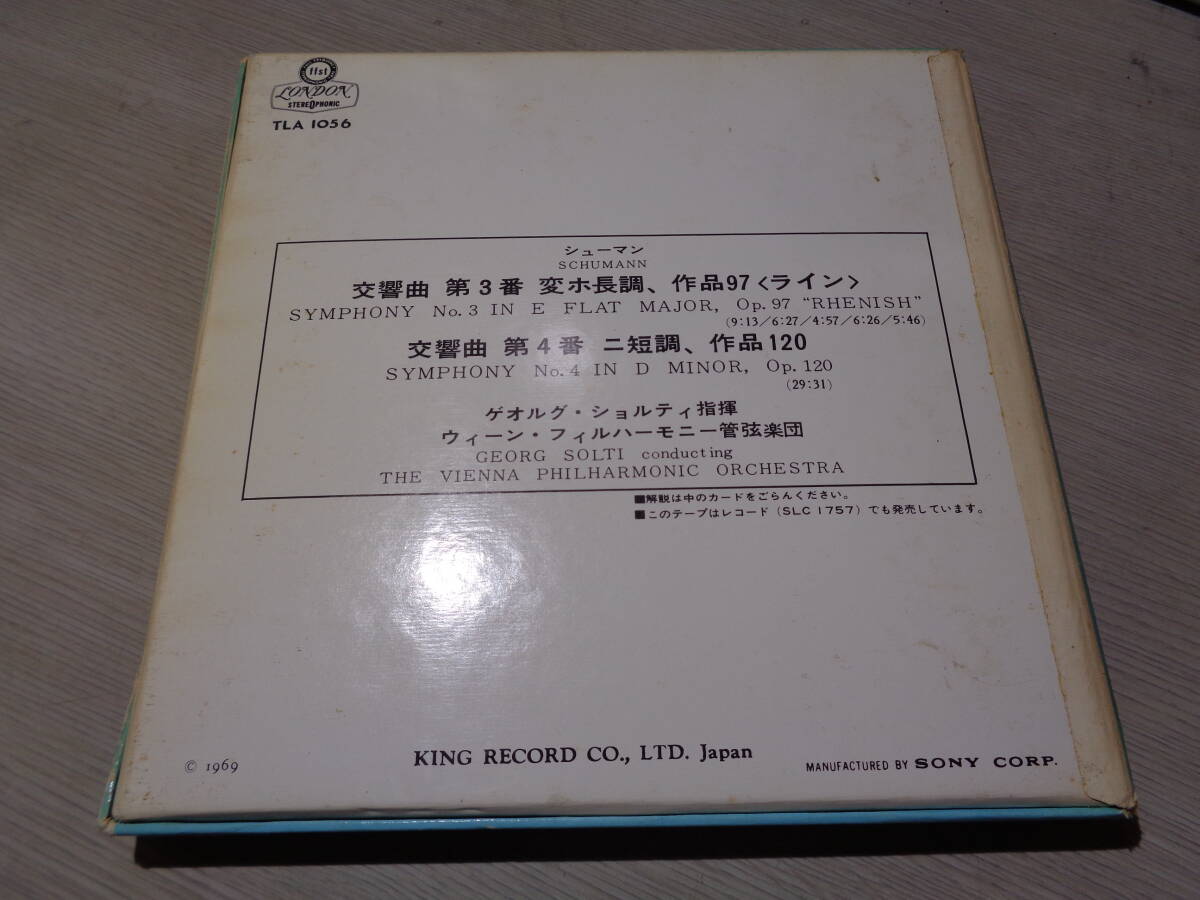 ffst
LONDON
STEREOPHONIC
TLA 1056
シューマン
SCHUMANN
交響曲 第3番 変ホ長調、作品97<ライン>
SYMPHONY No. 3 IN E FLAT MAJOR, Op. 97 "RHENISH"
(9:13/6:27/4:57/6:26/5:46)
交響曲 第4番 ニ短調、作品120
SYMPHONY No. 4 IN D MINOR, Op. 120
(29:31)
ゲオルグ・ショルティ指揮
ウィーン・フィルハーモニー管弦楽団
GEORG SOLTI conducting
THE VIENNA PHILHARMONIC ORCHESTRA
■解説は中のカードをごらんください。
■このテープはレコード (SLC 1757) でも発売しています。
© 1969
KING RECORD CO., LTD. Japan
MANUFACTURED BY SONY CORP.